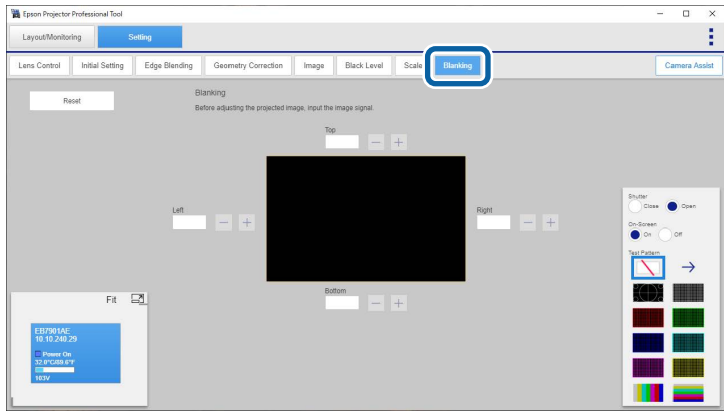 Epson Projector Professional Tool
Layout/Monitoring Setting
Lens Control Initial Setting Edge Blending Geometry Correction Image Black Level Scale Blanking Camera Assist
Reset
Blanking
Before adjusting the projected image, input the image signal.
Top
Left
Right
Bottom
Shutter
Close Open
On-Screen
On Off
Test Pattern
Fit
EB7901AE
10.10.240.29
Power On
32.0°C/89.6°F
103V